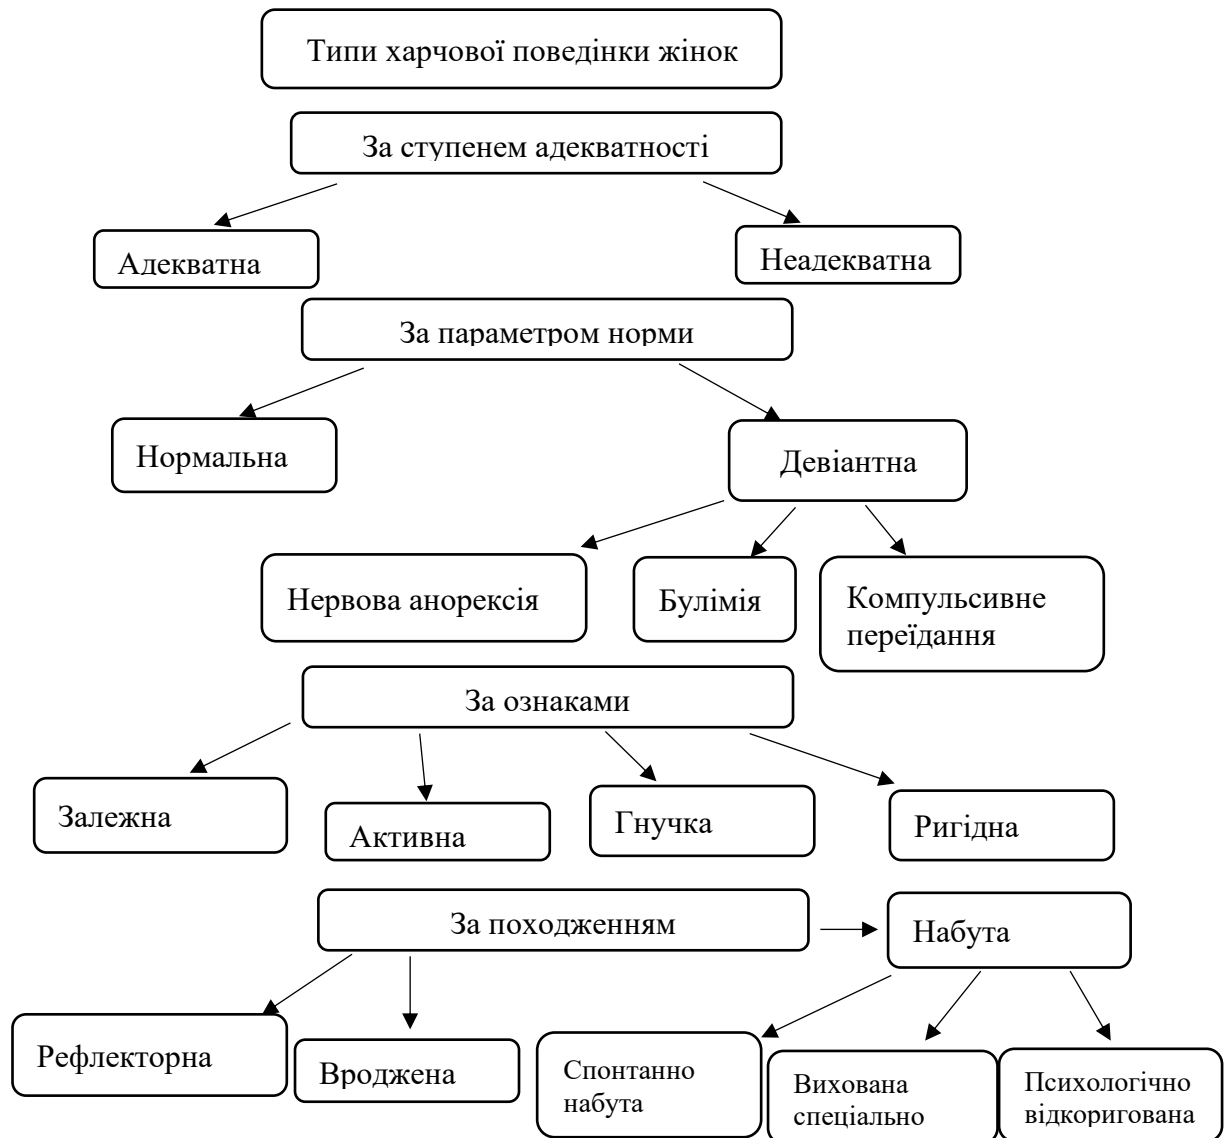 Типи харчової поведінки жінок
За ступенем адекватності
Адекватна
Неадекватна
За параметром норми
Нормальна
Девіантна
Нервова анорексія
Булімія
Компульсивне
переїдання
За ознаками
Залежна
Активна
Гнучка
Ригідна
За походженням
Набута
Рефлекторна
Вроджена
Спонтанно
набута
Вихована
спеціально
Психологічно
відкоригована